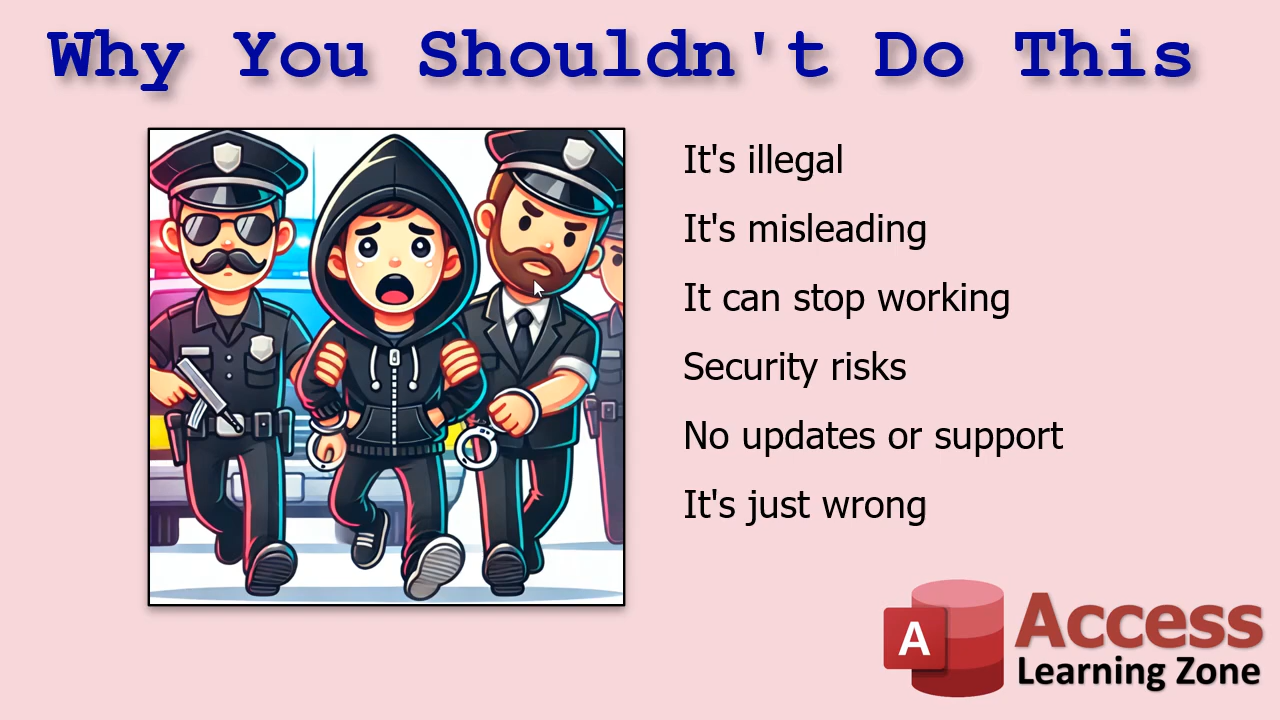 Why You Shouldn't Do This
It's illegal
It's misleading
It can stop working
Security risks
No updates or support
It's just wrong
A
Access
Learning Zone